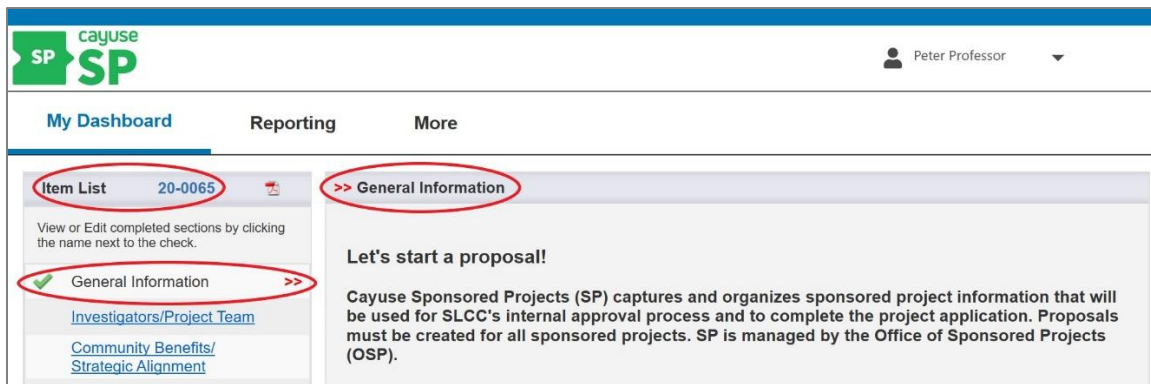 SP
cayuse
SP
Peter Professor
My Dashboard Reporting More
Item List 20-0065
View or Edit completed sections by clicking
the name next to the check.
General Information >>
Investigators/Project Team
Community Benefits/
Strategic Alignment
>> General Information
Let's start a proposal!
Cayuse Sponsored Projects (SP) captures and organizes sponsored project information that will
be used for SLCC's internal approval process and to complete the project application. Proposals
must be created for all sponsored projects. SP is managed by the Office of Sponsored Projects
(OSP).